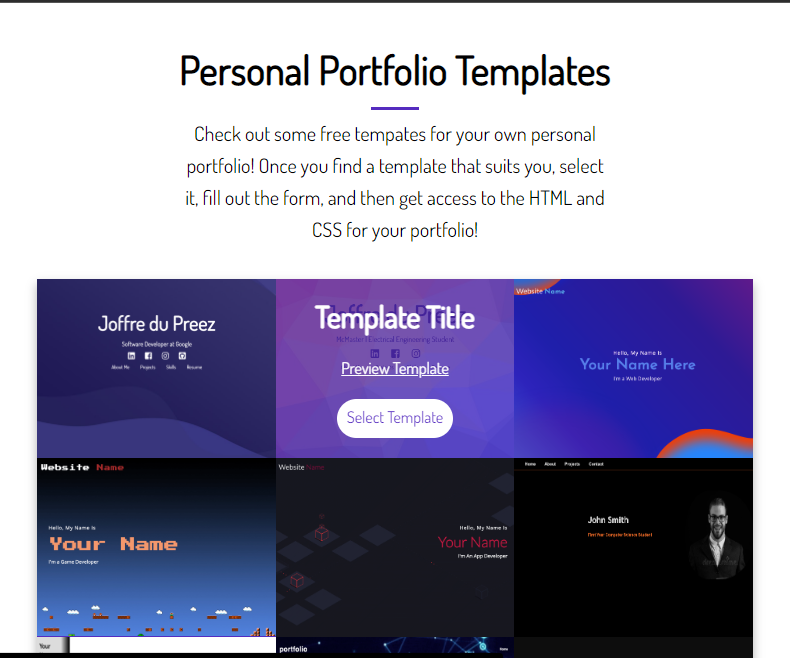 Personal Portfolio Templates
Check out some free tempates for your own personal
portfolio! Once you find a template that suits you, select
it, fill out the form, and then get access to the HTML and
CSS for your portfolio!
Joffre du Preez
Software Developer at Google
About Me Projects Skills Resume
Template Title
Joffre du Preez
McMaster | Electrical Engineering Student
Preview Template
Select Template
Website Name
Hello, My Name Is
Your Name Here
I'm a Web Developer
Website Name
Hello, My Name Is
Your Name
I'm a Game Developer
Website Name
Hello, My Name Is
Your Name
I'm An App Developer
Home About Projects Contact
John Smith
First Year Computer Science Student
Your
portfolio
Home